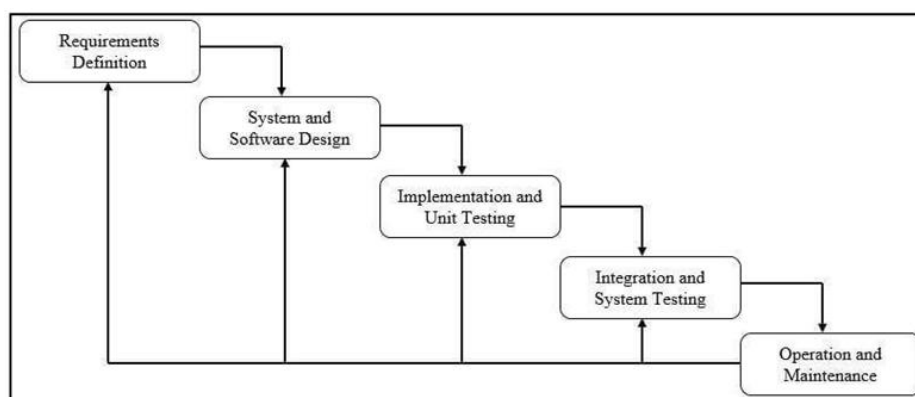 Requirements
Definition
System and
Software Design
Implementation and
Unit Testing
Integration and
System Testing
Operation and
Maintenance